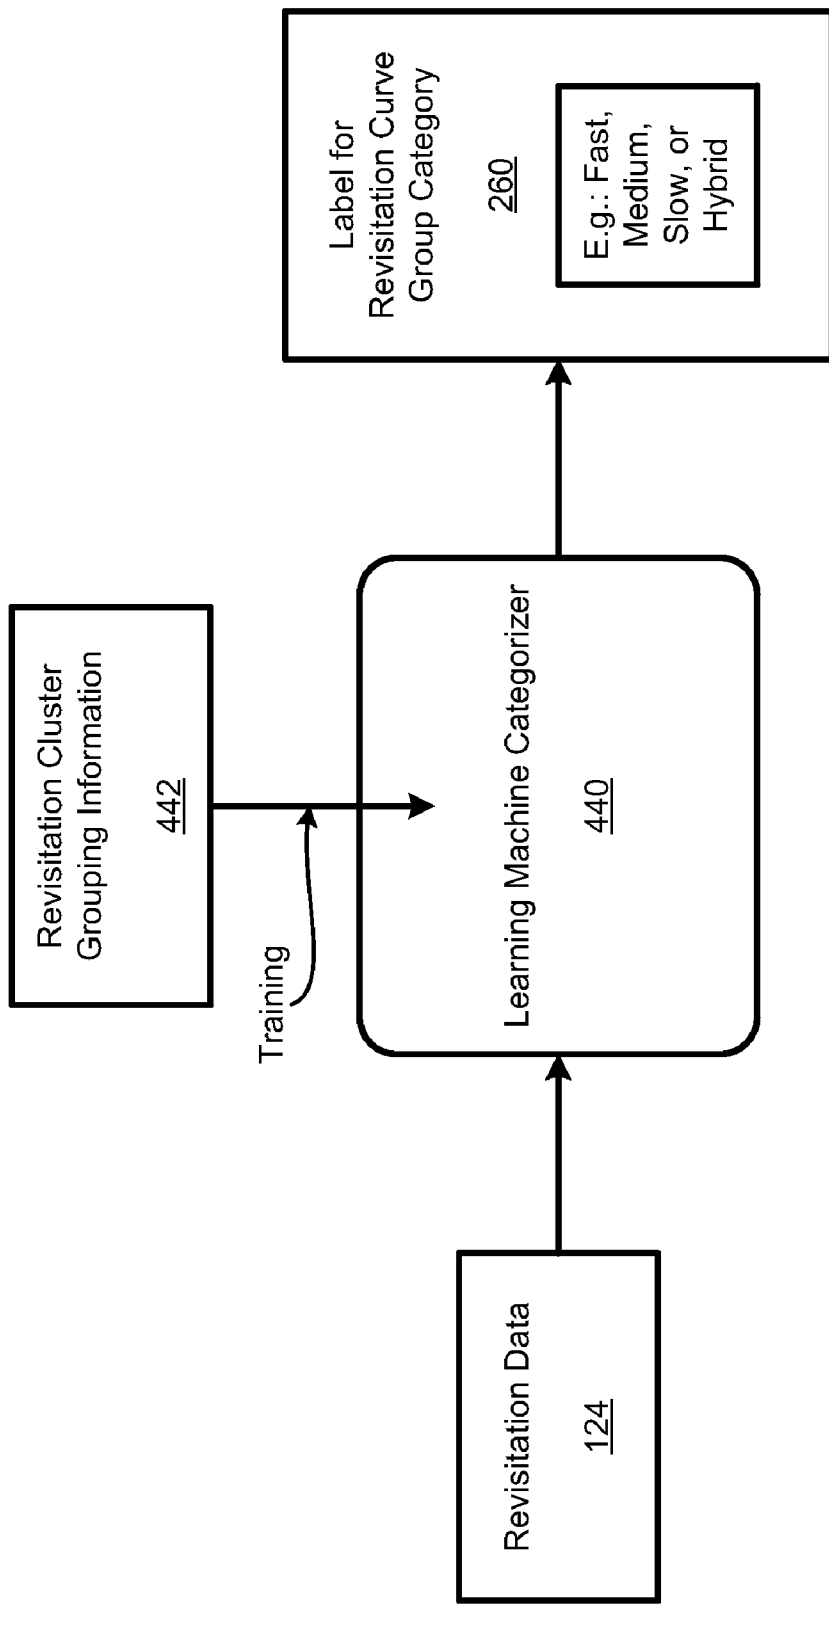 Revisitation Cluster
Grouping Information
442
Training
Revisitation Data
124
Learning Machine Categorizer
440
Label for
Revisitation Curve
Group Category
260
E.g.: Fast,
Medium,
Slow, or
Hybrid